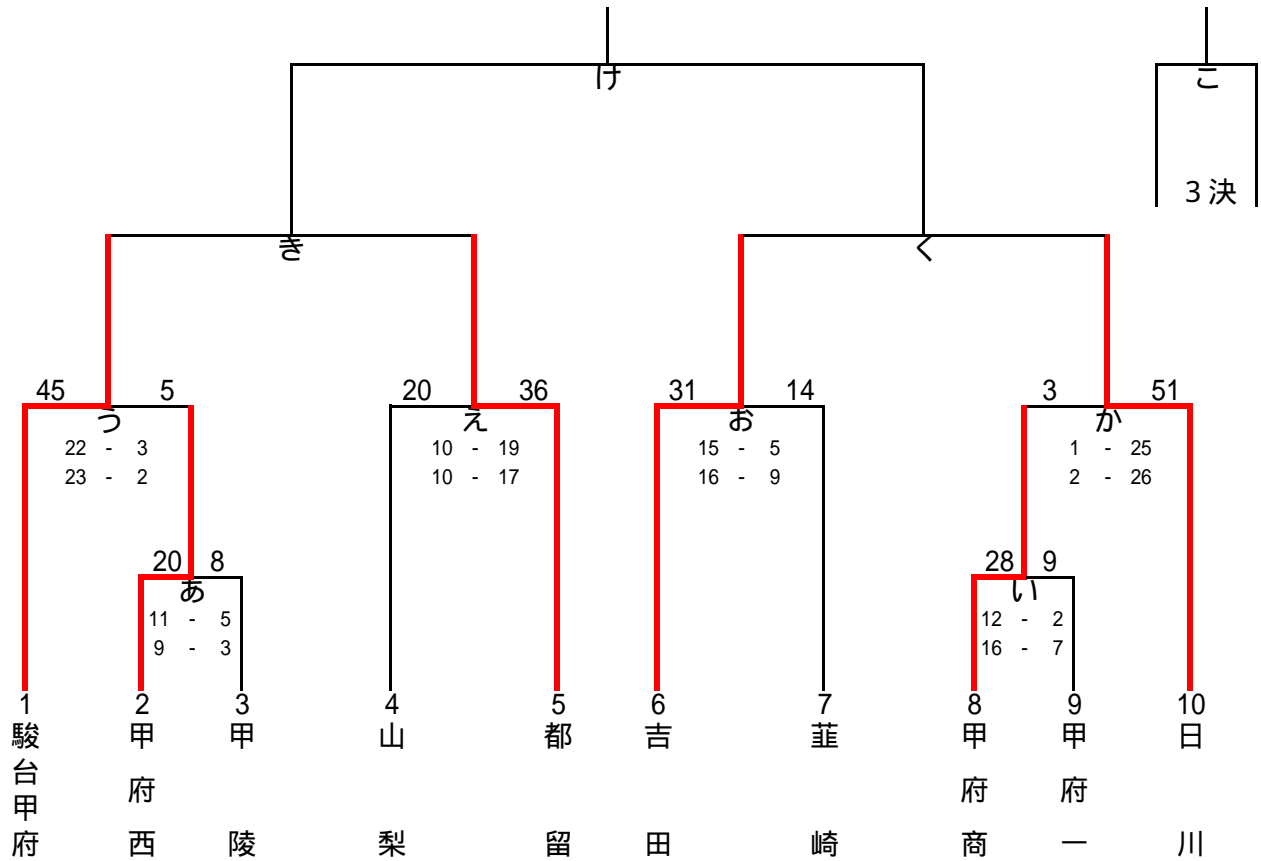 け
こ
3決
き
く
45 5
20 36
31 14
3 51
う
え
お
か
22 - 3
10 - 19
15 - 5
1 - 25
23 - 2
10 - 17
16 - 9
2 - 26
20 8
28 9
あ
い
11 - 5
12 - 2
9 - 3
16 - 7
1
2
3
4
5
6
7
8
9
10
駿台甲府
甲府西
甲陵
山梨
都留
吉田
韮崎
甲府商
甲府一
日川